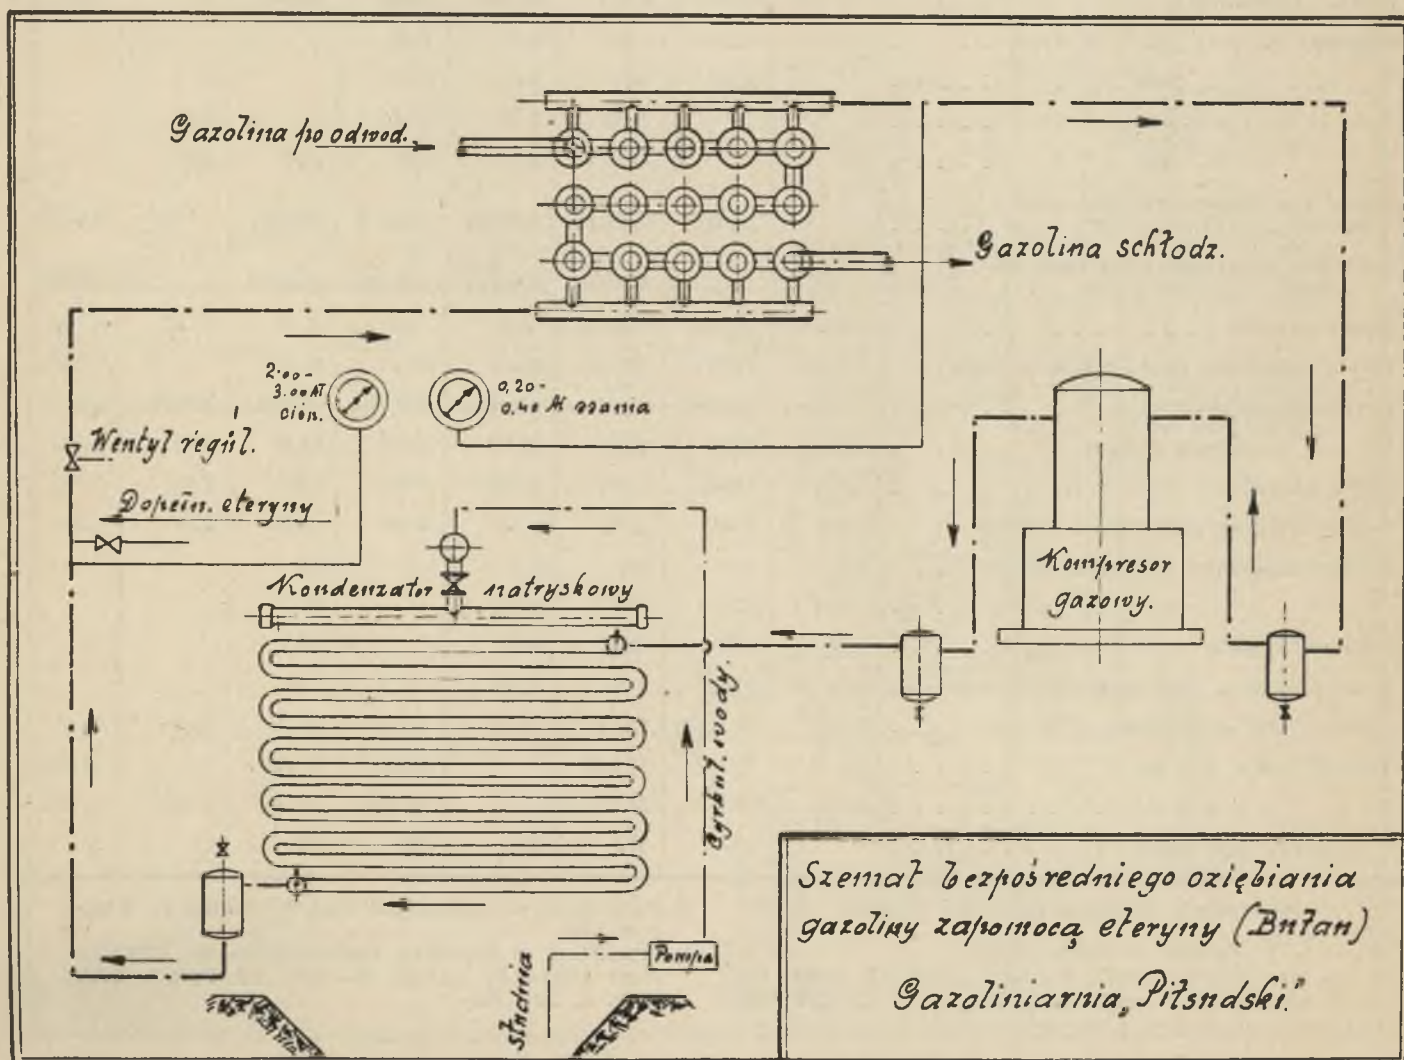 Gazolina po odwod.
Gazolina schłodz.
2.00-
3.00 AT
ciśn.
0,20-
0,40 At ssania
Wentyl regul.
Dopełn. eteryny
Kondenzator natryskowy
Kompresor
gazowy.
Cyrkul. wody.
Pompa
Studnia
Szemat bezpośredniego oziębiania
gazoliny zapomocą eteryny (Butan)
Gazoliniarnia „Piłsudski.”